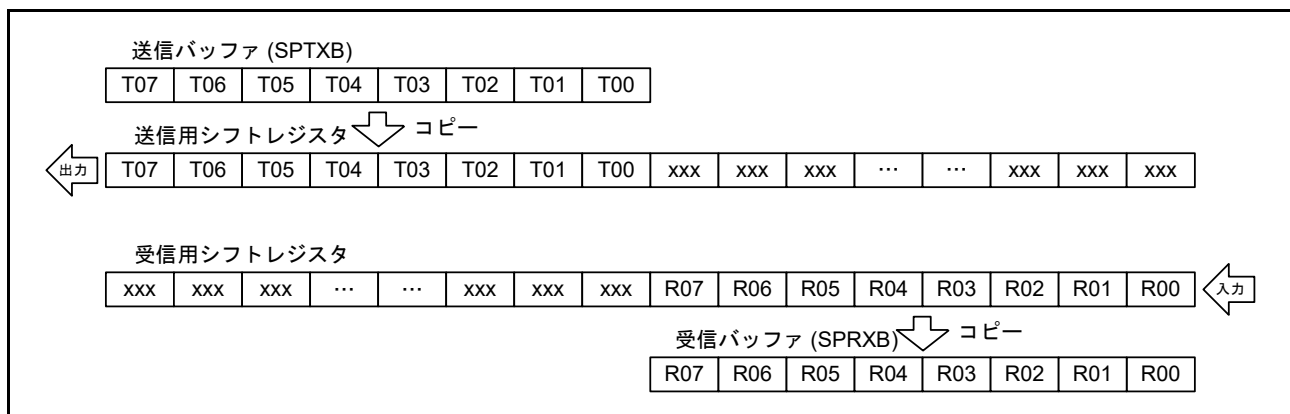 送信バッファ (SPTXB)
T07 T06 T05 T04 T03 T02 T01 T00
コピー
送信用シフトレジスタ
出力 T07 T06 T05 T04 T03 T02 T01 T00 xxx xxx xxx … … xxx xxx xxx
受信用シフトレジスタ
xxx xxx xxx … … xxx xxx xxx R07 R06 R05 R04 R03 R02 R01 R00 入力
コピー
受信バッファ (SPRXB)
R07 R06 R05 R04 R03 R02 R01 R00